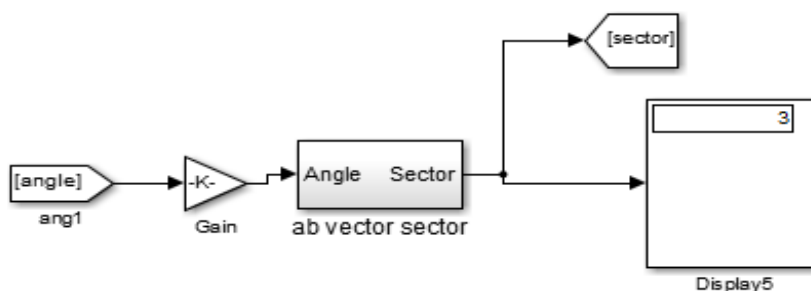 [sector]
3
[angle]
ang1
-K-
Gain
Angle Sector
ab vector sector
Display5